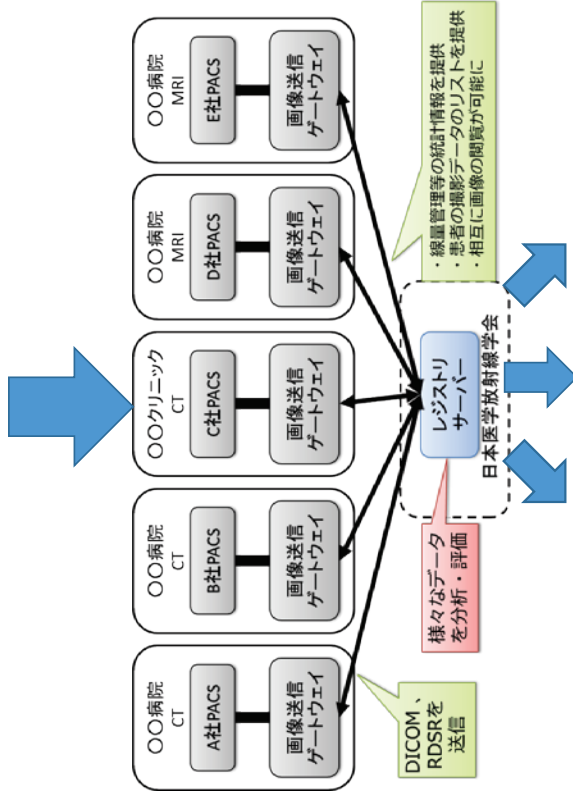 〇〇病院
CT
A社PACS
画像送信
ゲートウェイ
〇〇病院
CT
B社PACS
画像送信
ゲートウェイ
〇〇クリニック
CT
C社PACS
画像送信
ゲートウェイ
〇〇病院
MRI
D社PACS
画像送信
ゲートウェイ
〇〇病院
MRI
E社PACS
画像送信
ゲートウェイ
DICOM、
RDSRを
送信
様々なデータ
を分析・評価
レジストリ
サーバー
日本医学放射線学会
・線量管理等の統計情報を提供
・患者の撮影データのリストを提供
・相互に画像の閲覧が可能に